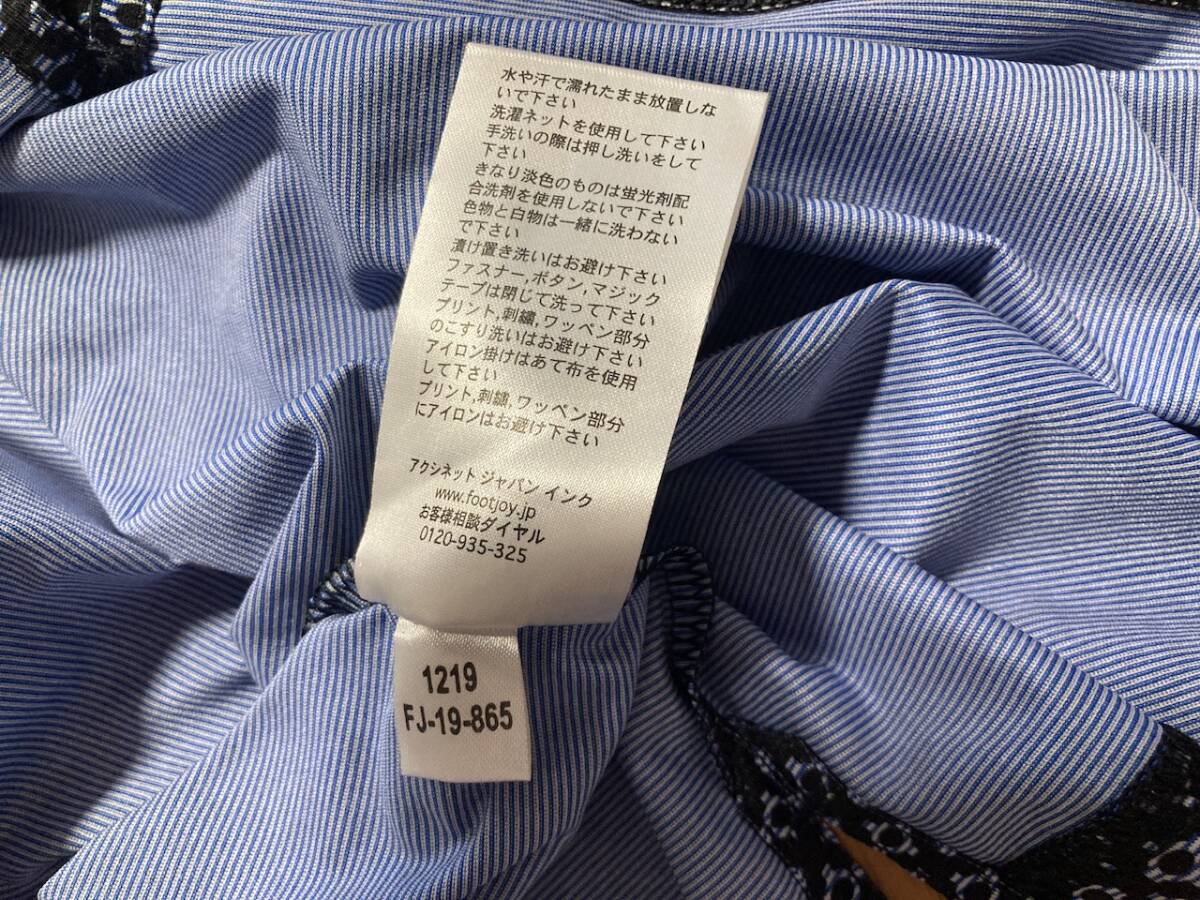 水や汗で濡れたまま放置しな
いで下さい
洗濯ネットを使用して下さい
手洗いの際は押し洗いをして
下さい
きなり淡色のものは蛍光剤配
合洗剤を使用しないで下さい
色物と白物は一緒に洗わない
で下さい
漬け置き洗いはお避け下さい
ファスナー,ボタン,マジック
テープは閉じて洗って下さい
プリント,刺繍,ワッペン部分
のこすり洗いはお避け下さい
アイロン掛けはあて布を使用
して下さい
プリント,刺繍,ワッペン部分
にアイロンはお避け下さい
アクシネット ジャパン インク
www.footjoy.jp
お客様相談ダイヤル
0120-935-325
1219
FJ-19-865